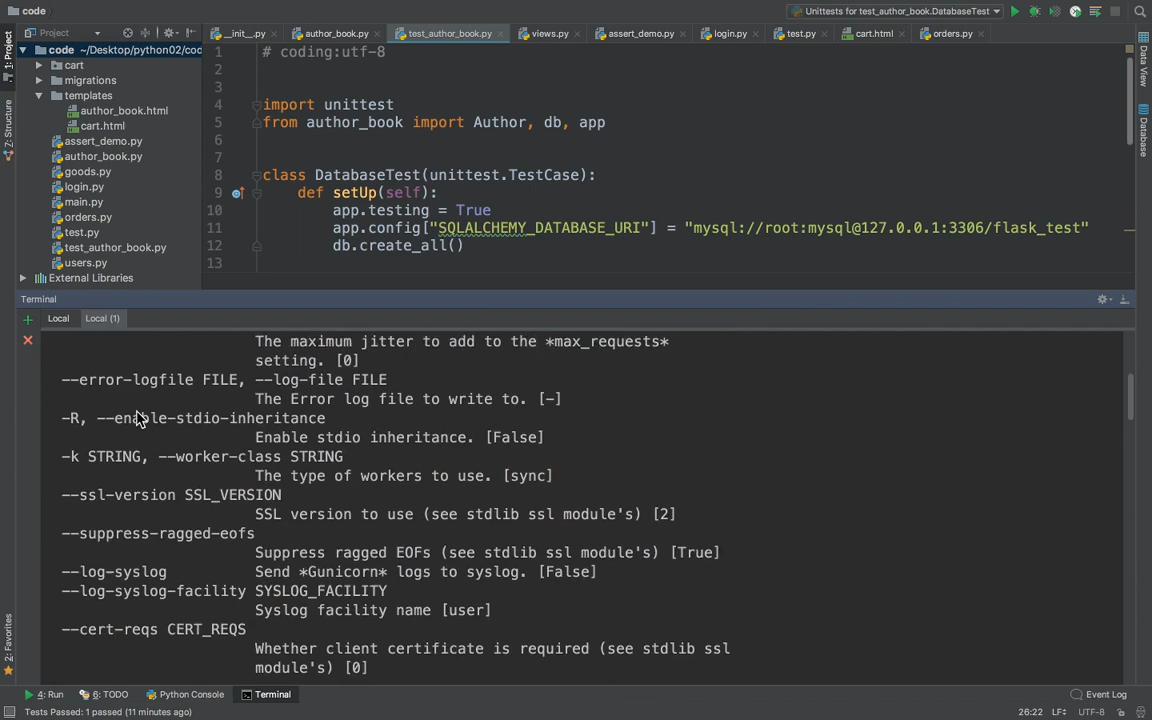 code
Unittests for test_author_book.DatabaseTest
Project
__init__.py
author_book.py
test_author_book.py
views.py
assert_demo.py
login.py
test.py
cart.html
orders.py
1: Project
code ~/Desktop/python02/cod
cart
migrations
templates
author_book.html
cart.html
assert_demo.py
author_book.py
goods.py
login.py
main.py
orders.py
test.py
test_author_book.py
users.py
External Libraries
1 # coding:utf-8
2
3
4 import unittest
5 from author_book import Author, db, app
6
7
8 class DatabaseTest(unittest.TestCase):
9 def setUp(self):
10 app.testing = True
11 app.config["SQLALCHEMY_DATABASE_URI"] = "mysql://root:mysql@127.0.0.1:3306/flask_test"
12 db.create_all()
13
Data View
Database
Z: Structure
2: Favorites
Terminal
Local
Local (1)
The maximum jitter to add to the *max_requests*
setting. [0]
--error-logfile FILE, --log-file FILE
The Error log file to write to. [-]
-R, --enable-stdio-inheritance
Enable stdio inheritance. [False]
-k STRING, --worker-class STRING
The type of workers to use. [sync]
--ssl-version SSL_VERSION
SSL version to use (see stdlib ssl module's) [2]
--suppress-ragged-eofs
Suppress ragged EOFs (see stdlib ssl module's) [True]
--log-syslog Send *Gunicorn* logs to syslog. [False]
--log-syslog-facility SYSLOG_FACILITY
Syslog facility name [user]
--cert-reqs CERT_REQS
Whether client certificate is required (see stdlib ssl
module's) [0]
4: Run
6: TODO
Python Console
Terminal
Event Log
Tests Passed: 1 passed (11 minutes ago)
26:22 LF UTF-8